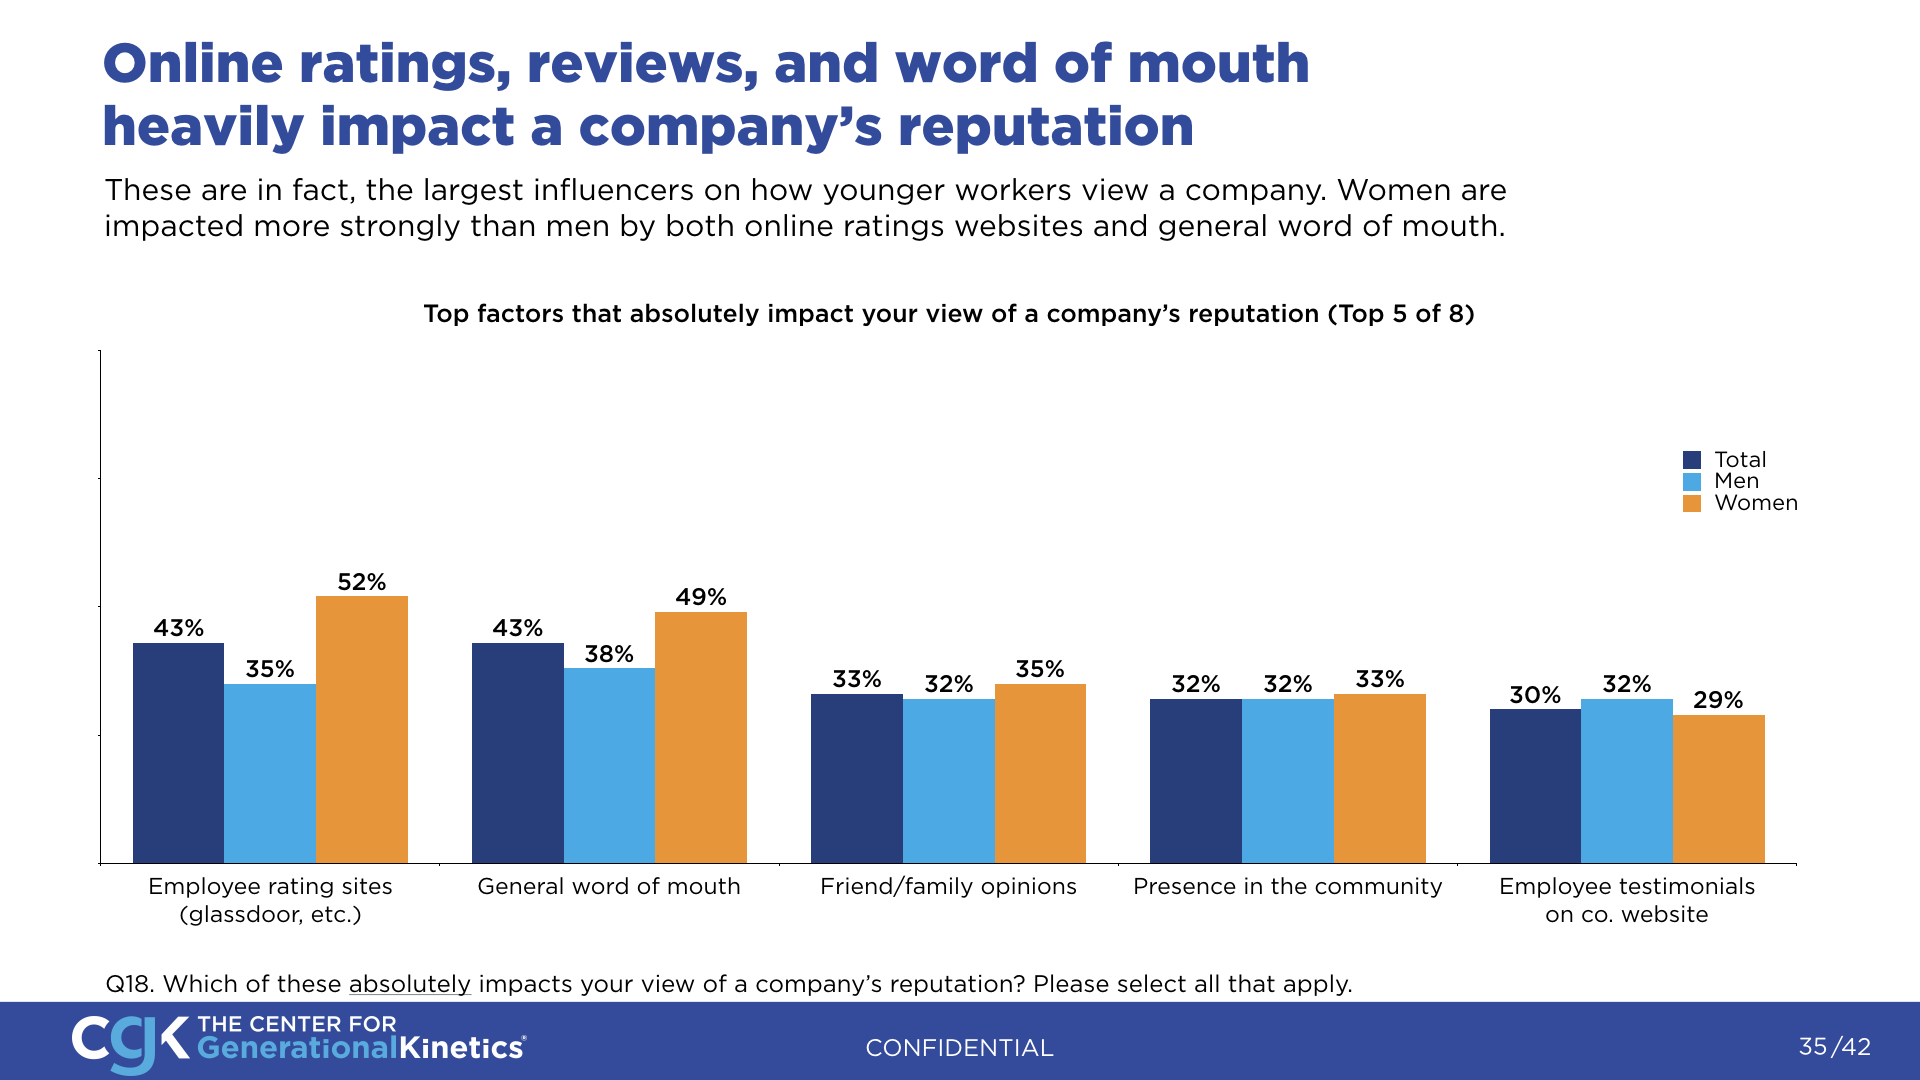 Online ratings, reviews, and word of mouth
heavily impact a company’s reputation
These are in fact, the largest influencers on how younger workers view a company. Women are
impacted more strongly than men by both online ratings websites and general word of mouth.
Top factors that absolutely impact your view of a company’s reputation (Top 5 of 8)
Total
Men
Women
43%
35%
52%
43%
38%
49%
33%
32%
35%
32%
32%
33%
30%
32%
29%
Employee rating sites
(glassdoor, etc.)
General word of mouth
Friend/family opinions
Presence in the community
Employee testimonials
on co. website
Q18. Which of these absolutely impacts your view of a company’s reputation? Please select all that apply.
cgk THE CENTER FOR
GenerationalKinetics®
CONFIDENTIAL
35/42